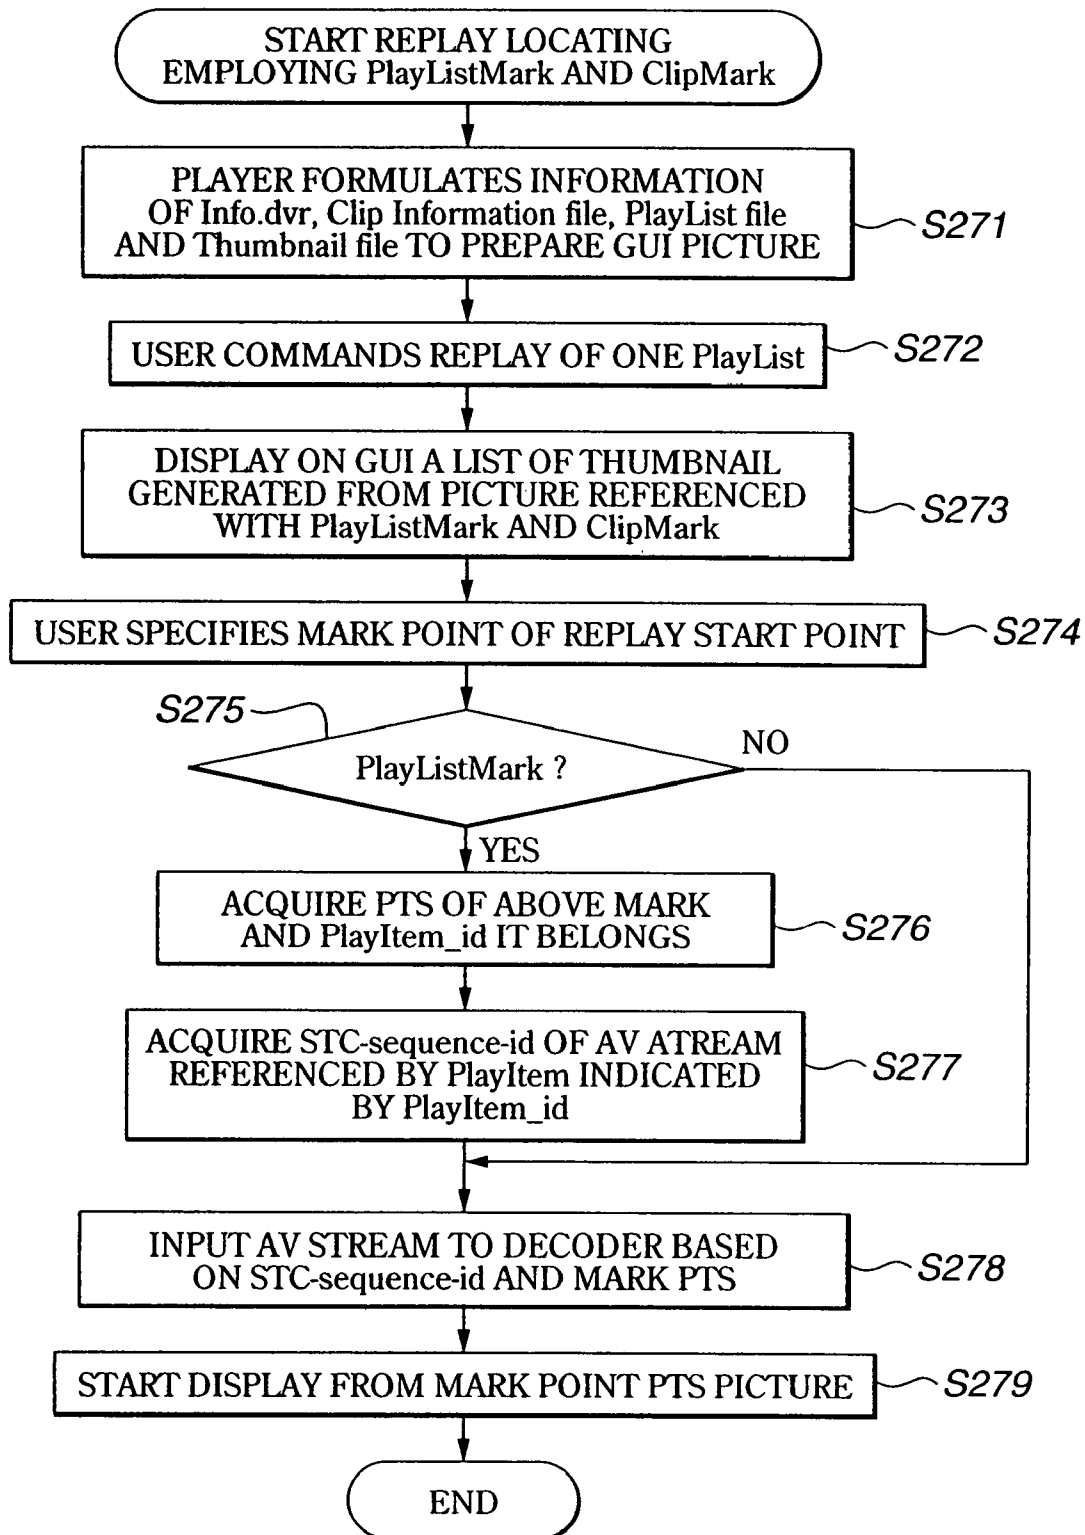 START REPLAY LOCATING
EMPLOYING PlayListMark AND ClipMark
PLAYER FORMULATES INFORMATION
OF Info.dvr, Clip Information file, PlayList file
AND Thumbnail file TO PREPARE GUI PICTURE
S271
USER COMMANDS REPLAY OF ONE PlayList
S272
DISPLAY ON GUI A LIST OF THUMBNAIL
GENERATED FROM PICTURE REFERENCED
WITH PlayListMark AND ClipMark
S273
USER SPECIFIES MARK POINT OF REPLAY START POINT
S274
S275
PlayListMark ?
NO
YES
ACQUIRE PTS OF ABOVE MARK
AND PlayItem_id IT BELONGS
S276
ACQUIRE STC-sequence-id OF AV ATREAM
REFERENCED BY PlayItem INDICATED
BY PlayItem_id
S277
INPUT AV STREAM TO DECODER BASED
ON STC-sequence-id AND MARK PTS
S278
START DISPLAY FROM MARK POINT PTS PICTURE
S279
END